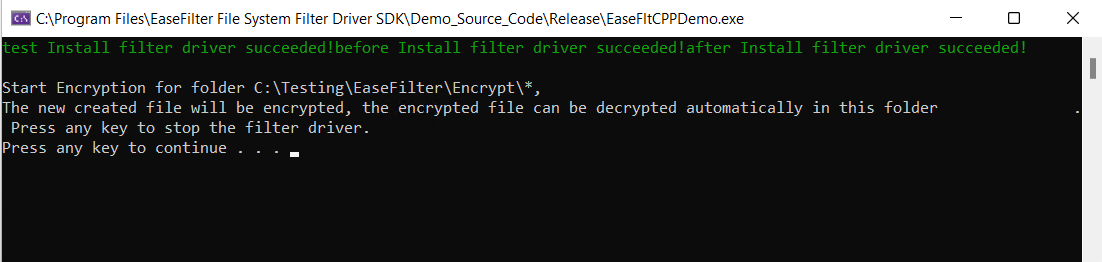 C:\Program Files\EaseFilter File System Filter Driver SDK\Demo_Source_Code\Release\EaseFltCPPDemo.exe
test Install filter driver succeeded!before Install filter driver succeeded!after Install filter driver succeeded!
Start Encryption for folder C:\Testing\EaseFilter\Encrypt\*,
The new created file will be encrypted, the encrypted file can be decrypted automatically in this folder .
Press any key to stop the filter driver.
Press any key to continue . . .